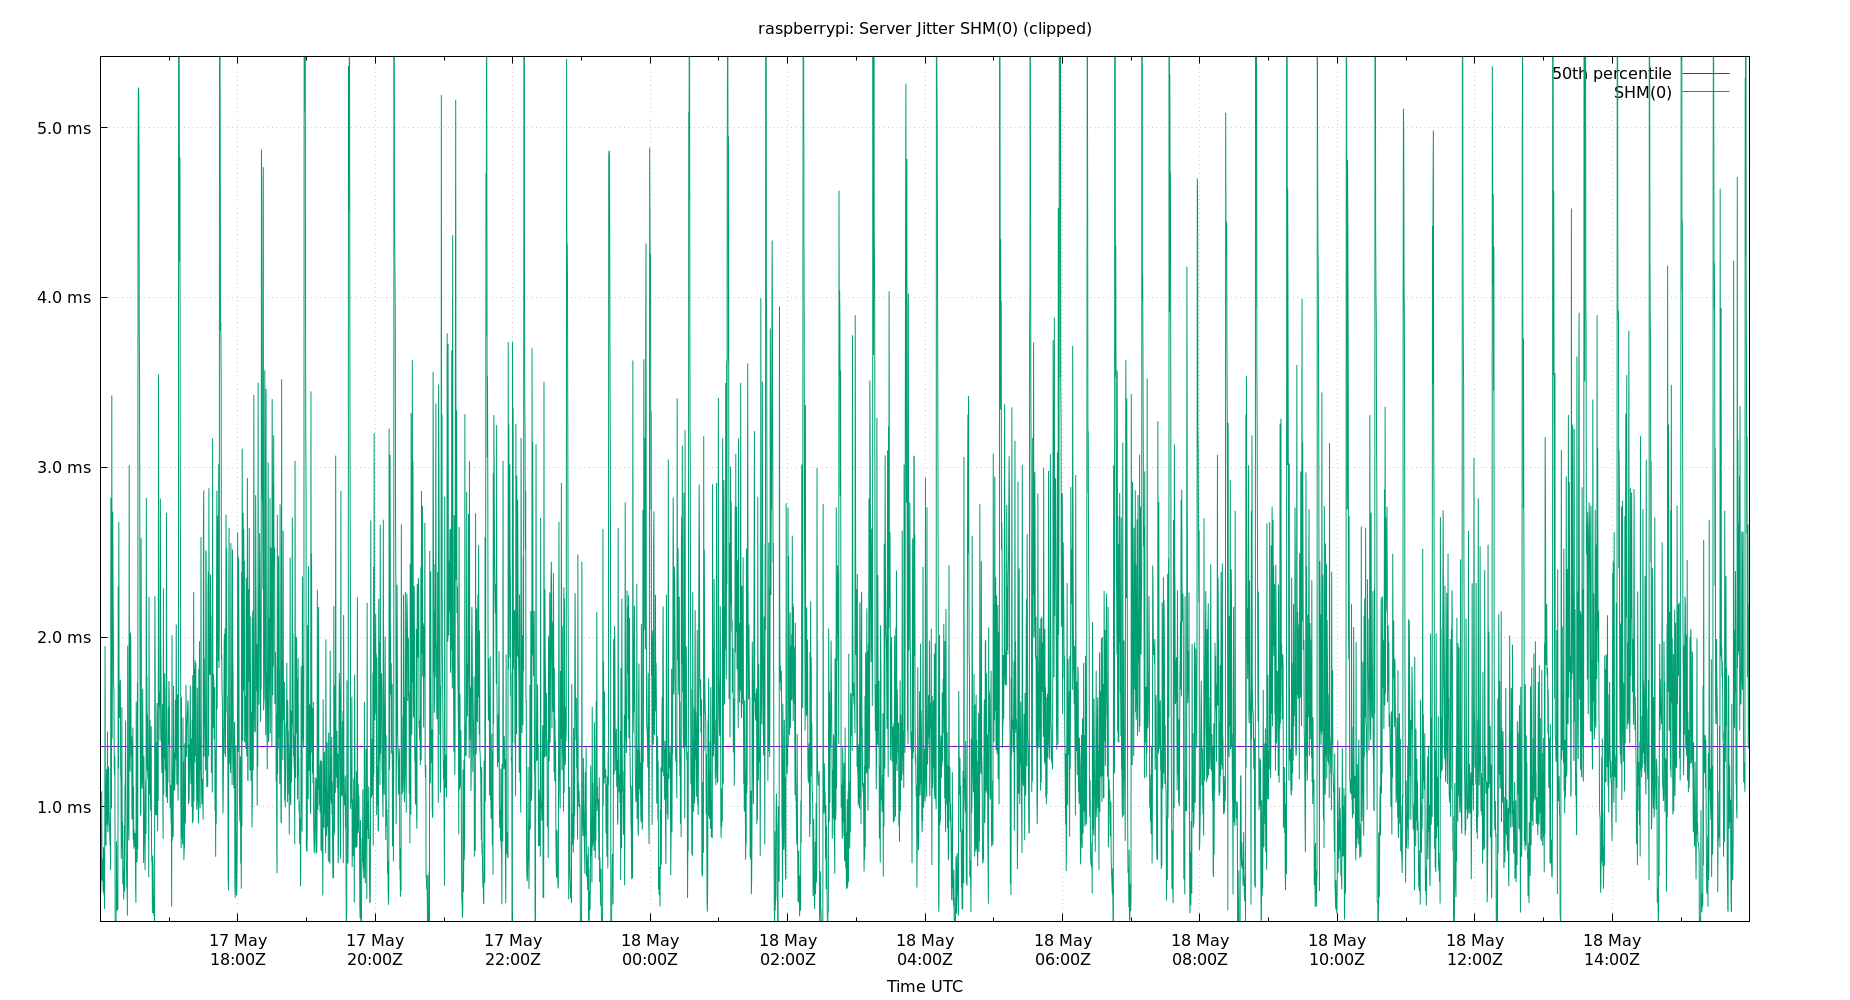 raspberrypi: Server Jitter SHM(0) (clipped)
50th percentile
SHM(0)
5.0 ms
4.0 ms
3.0 ms
2.0 ms
1.0 ms
17 May 17 May 17 May 18 May 18 May 18 May 18 May 18 May 18 May 18 May 18 May
18:00Z 20:00Z 22:00Z 00:00Z 02:00Z 04:00Z 06:00Z 08:00Z 10:00Z 12:00Z 14:00Z
Time UTC